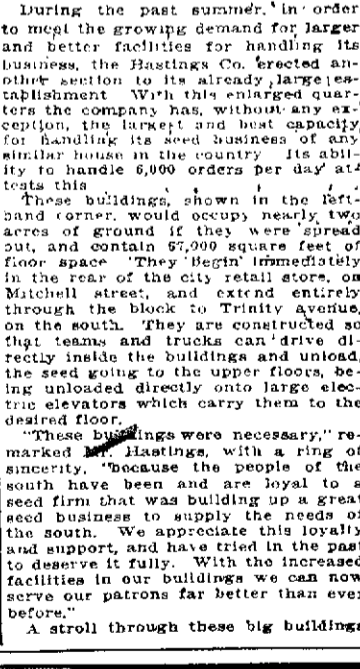 During the past summer, in order
to meet the growing demand for larger
and better facilities for handling its
business, the Hastings Co. erected an-
other section to its already large es-
tablishment With this enlarged quar-
ters the company has, without any ex-
ception, the largest and best capacity
for handling its seed business of any
similar house in the country Its abil-
ity to handle 6,000 orders per day at-
tests this
These buildings, shown in the left-
hand corner, would occupy nearly two
acres of ground if they were spread
out, and contain 67,000 square feet of
floor space They begin immediately
in the rear of the city retail store, on
Mitchell street, and extend entirely
through the block to Trinity avenue,
on the south. They are constructed so
that teams and trucks can drive di-
rectly inside the buildings and unload,
the seed going to the upper floors, be-
ing unloaded directly onto large elec-
tric elevators which carry them to the
desired floor.
"These buildings were necessary," re-
marked Mr. Hastings, with a ring of
sincerity, "because the people of the
south have been and are loyal to a
seed firm that was building up a great
seed business to supply the needs of
the south. We appreciate this loyalty
and support, and have tried in the past
to deserve it fully. With the increased
facilities in our buildings we can now
serve our patrons far better than ever
before."
A stroll through these big buildings